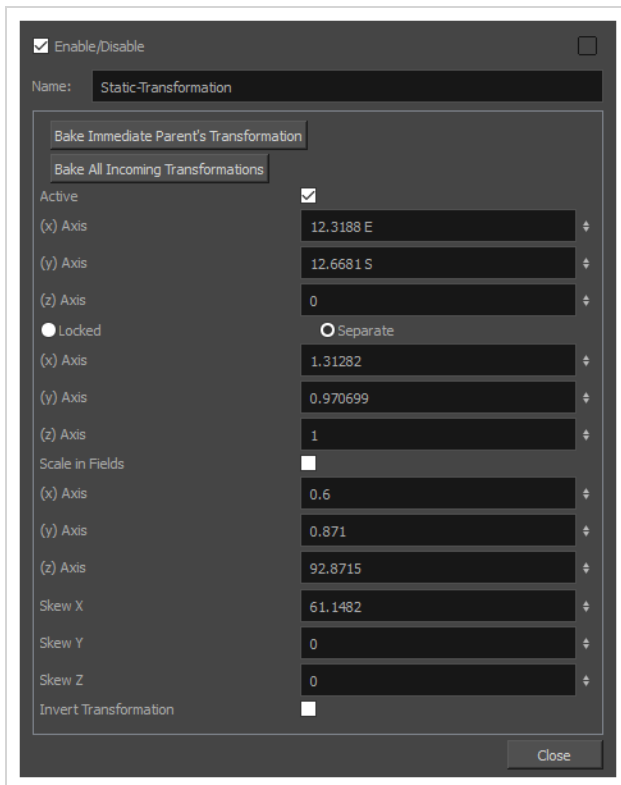 Enable/Disable
Name: Static-Transformation
Bake Immediate Parent's Transformation
Bake All Incoming Transformations
Active
(x) Axis 12.3188 E
(y) Axis 12.6681 S
(z) Axis 0
Locked Separate
(x) Axis 1.31282
(y) Axis 0.970699
(z) Axis 1
Scale in Fields
(x) Axis 0.6
(y) Axis 0.871
(z) Axis 92.8715
Skew X 61.1482
Skew Y 0
Skew Z 0
Invert Transformation
Close